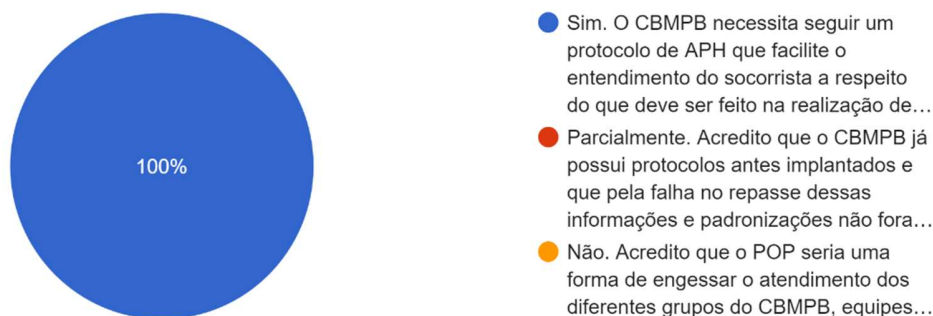 100%
Sim. O CBMPB necessita seguir um
protocolo de APH que facilite o
entendimento do socorrista a respeito
do que deve ser feito na realização de…
Parcialmente. Acredito que o CBMPB já
possui protocolos antes implantados e
que pela falha no repasse dessas
informações e padronizações não fora…
Não. Acredito que o POP seria uma
forma de engessar o atendimento dos
diferentes grupos do CBMPB, equipes…